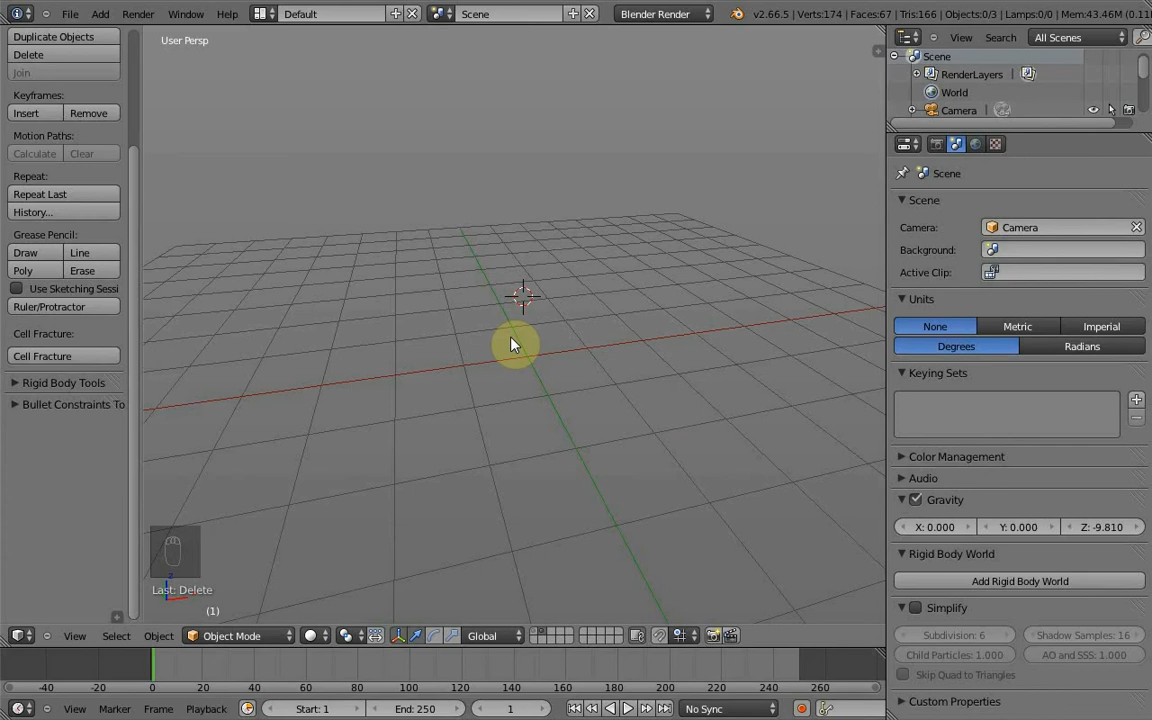 File Add Render Window Help Default Scene Blender Render v2.66.5 | Verts:174 | Faces:67 | Tris:166 | Objects:0/3 | Lamps:0/0 | Mem:43.46M (0.11
Duplicate Objects
Delete
Join
Keyframes:
Insert Remove
Motion Paths:
Calculate Clear
Repeat:
Repeat Last
History...
Grease Pencil:
Draw Line
Poly Erase
Use Sketching Sessi
Ruler/Protractor
Cell Fracture:
Cell Fracture
Rigid Body Tools
Bullet Constraints To
User Persp
Last: Delete
z
(1)
View Search All Scenes
Scene
RenderLayers
World
Camera
Scene
Scene
Camera: Camera
Background:
Active Clip:
Units
None Metric Imperial
Degrees Radians
Keying Sets
Color Management
Audio
Gravity
X: 0.000 Y: 0.000 Z: -9.810
Rigid Body World
Add Rigid Body World
Simplify
Subdivision: 6 Shadow Samples: 16
Child Particles: 1.000 AO and SSS: 1.000
Skip Quad to Triangles
Custom Properties
View Select Object Object Mode Global
-40 -20 0 20 40 60 80 100 120 140 160 180 200 220 240 260
View Marker Frame Playback Start: 1 End: 250 1 No Sync